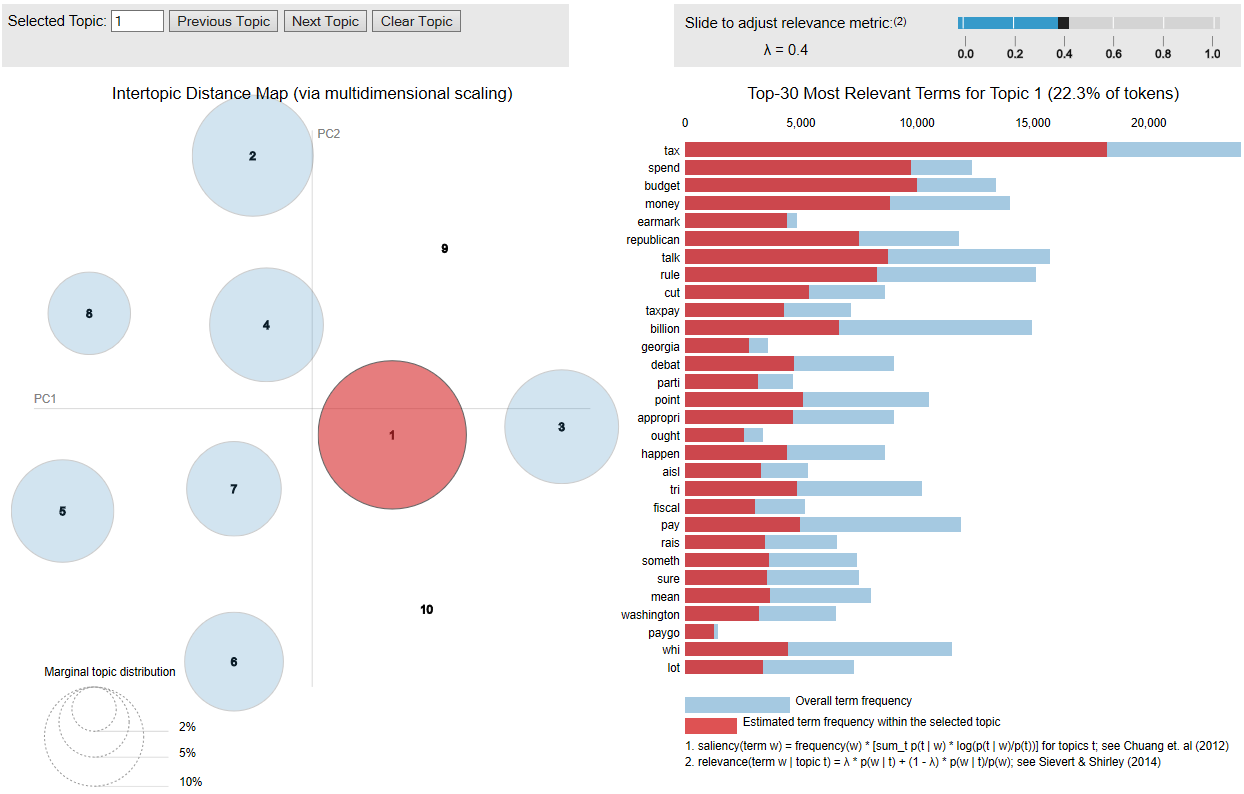 Selected Topic: 1 Previous Topic Next Topic Clear Topic
Slide to adjust relevance metric:(2)
λ = 0.4
0.0 0.2 0.4 0.6 0.8 1.0
Intertopic Distance Map (via multidimensional scaling)
PC2
2
9
8
4
PC1
1
3
7
5
10
6
Marginal topic distribution
2%
5%
10%
Top-30 Most Relevant Terms for Topic 1 (22.3% of tokens)
0 5,000 10,000 15,000 20,000
tax
spend
budget
money
earmark
republican
talk
rule
cut
taxpay
billion
georgia
debat
parti
point
appropri
ought
happen
aisl
tri
fiscal
pay
rais
someth
sure
mean
washington
paygo
whi
lot
Overall term frequency
Estimated term frequency within the selected topic
1. saliency(term w) = frequency(w) * [sum_t p(t | w) * log(p(t | w)/p(t))] for topics t; see Chuang et. al (2012)
2. relevance(term w | topic t) = λ * p(w | t) + (1 - λ) * p(w | t)/p(w); see Sievert & Shirley (2014)